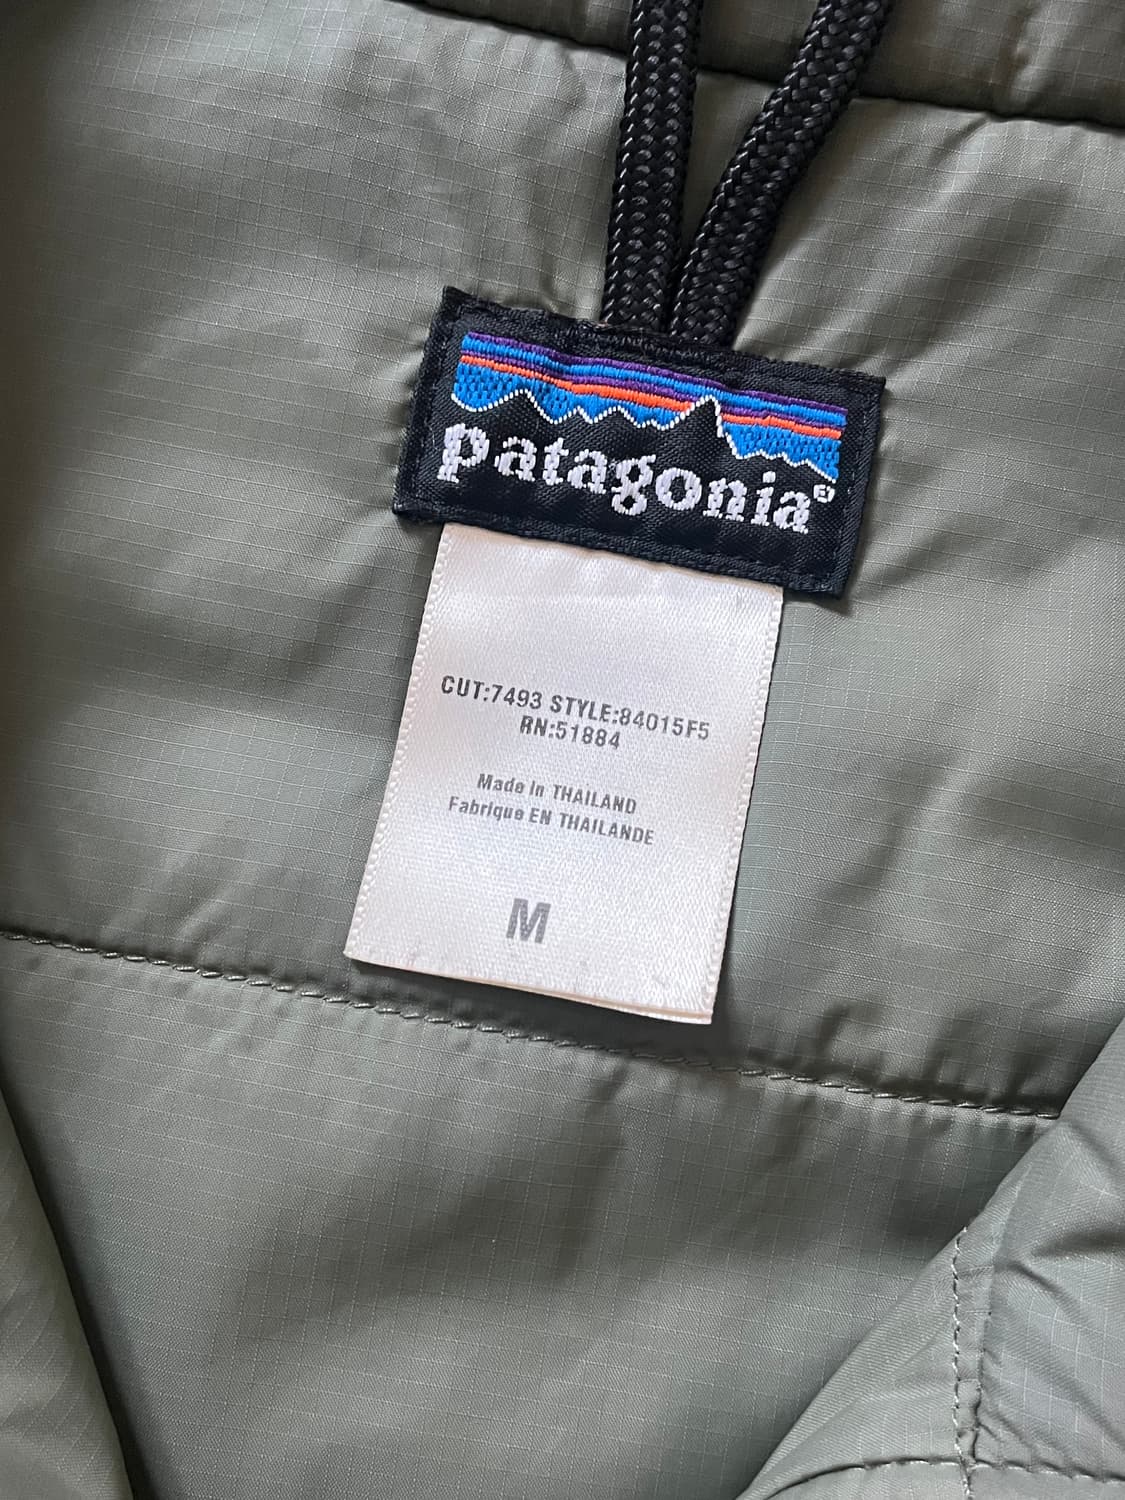 patagonia®
CUT:7493 STYLE:84015F5
RN:51884
Made in THAILAND
Fabrique EN THAILANDE
M